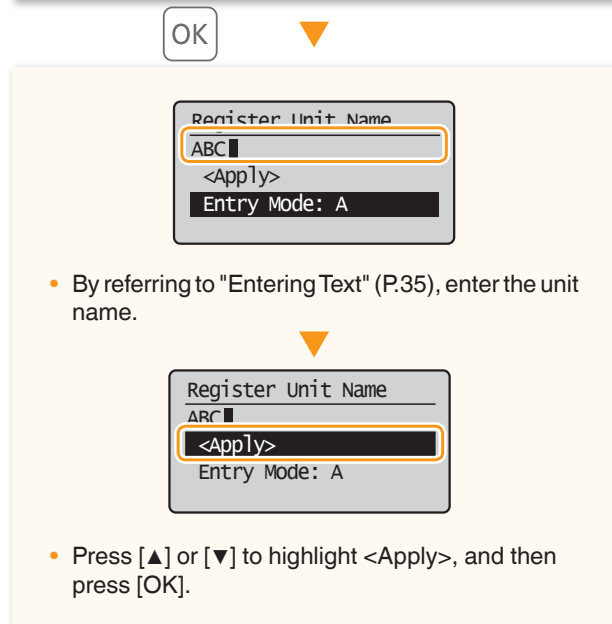 OK
Register Unit Name
ABC
<Apply>
Entry Mode: A
• By referring to "Entering Text" (P.35), enter the unit
name.
Register Unit Name
ABC
<Apply>
Entry Mode: A
• Press [▲] or [▼] to highlight <Apply>, and then
press [OK].